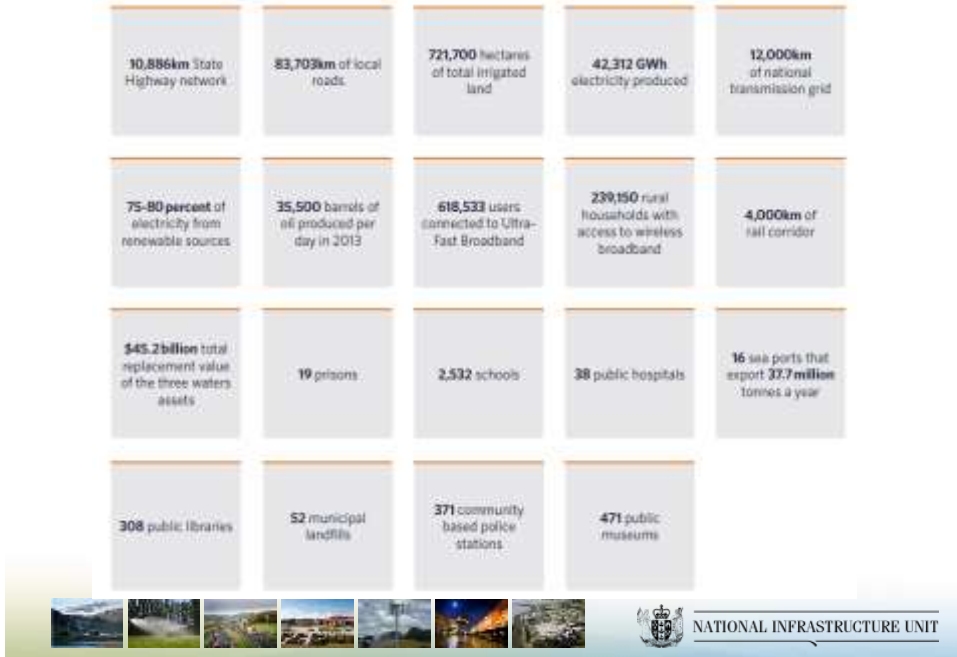 10,886km State
Highway network
83,703km of local
roads
721,700 hectares
of total irrigated
land
42,312 GWh
electricity produced
12,000km
of national
transmission grid
75-80 percent of
electricity from
renewable sources
35,500 barrels of
oil produced per
day in 2013
618,533 users
connected to Ultra-
Fast Broadband
239,150 rural
households with
access to wireless
broadband
4,000km of
rail corridor
$45.2 billion total
replacement value
of the three waters
assets
19 prisons
2,532 schools
38 public hospitals
16 sea ports that
export 37.7 million
tonnes a year
308 public libraries
52 municipal
landfills
371 community
based police
stations
471 public
museums
NATIONAL INFRASTRUCTURE UNIT